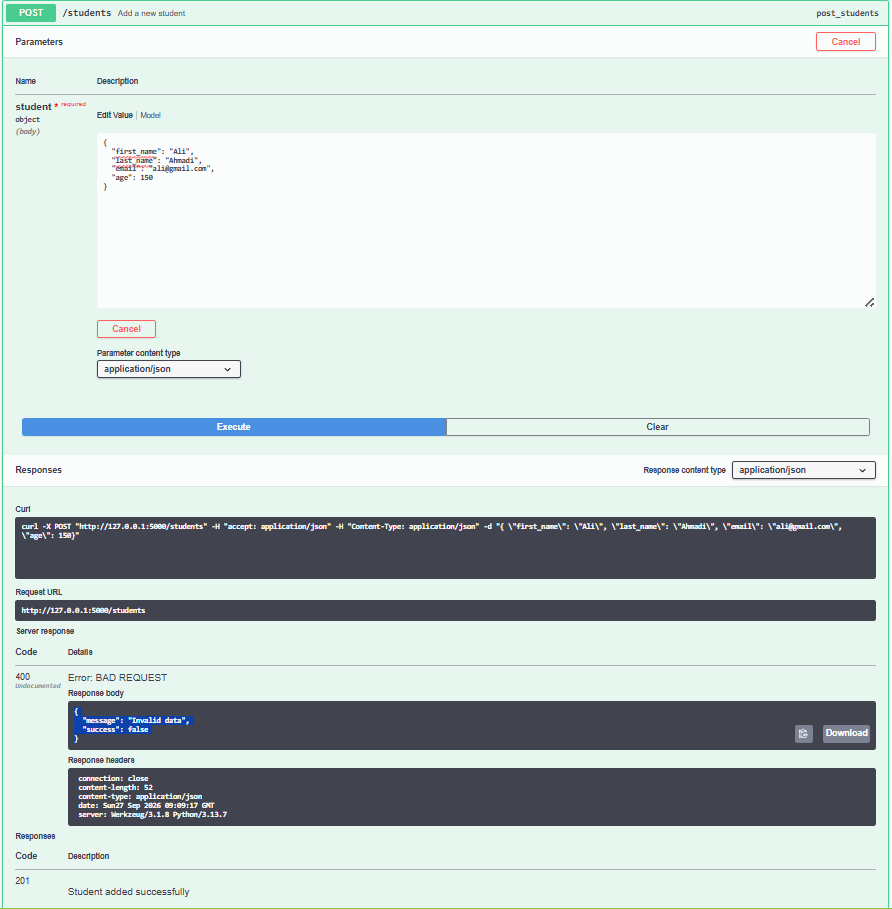 POST /students Add a new student post_students
Parameters Cancel
Name Description
student * required
object
(body)
Edit Value | Model
{
  "first_name": "Ali",
  "last_name": "Ahmadi",
  "email": "ali@gmail.com",
  "age": 150
}
Cancel
Parameter content type
application/json
Execute Clear
Responses Response content type application/json
Curl
curl -X POST "http://127.0.0.1:5000/students" -H "accept: application/json" -H "Content-Type: application/json" -d "{ \"first_name\": \"Ali\", \"last_name\": \"Ahmadi\", \"email\": \"ali@gmail.com\",
\"age\": 150}"
Request URL
http://127.0.0.1:5000/students
Server response
Code Details
400 Error: BAD REQUEST
Undocumented
Response body
{
  "message": "Invalid data",
  "success": false
}
Download
Response headers
connection: close
content-length: 52
content-type: application/json
date: Sun27 Sep 2026 09:09:17 GMT
server: Werkzeug/3.1.8 Python/3.13.7
Responses
Code Description
201
Student added successfully